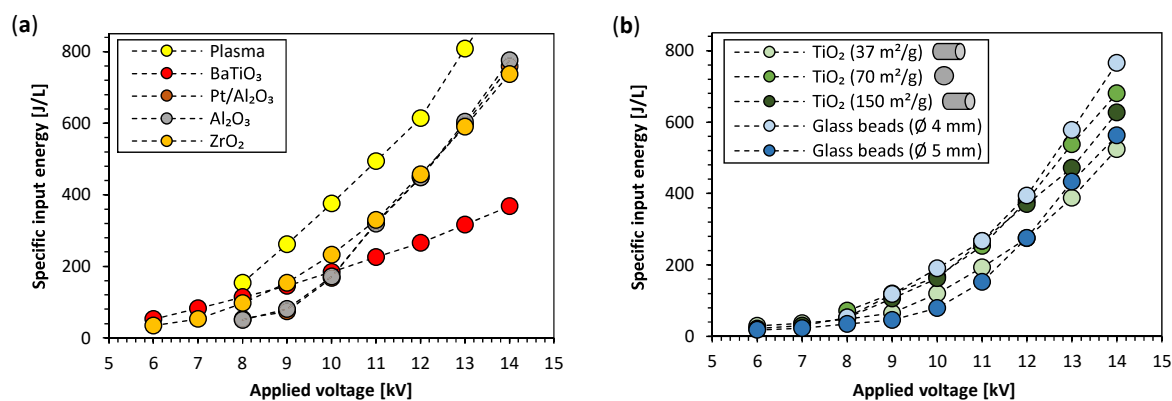 (a)
Specific input energy [J/L]
800
600
400
200
0
Plasma
BaTiO₃
Pt/Al₂O₃
Al₂O₃
ZrO₂
5 6 7 8 9 10 11 12 13 14 15
Applied voltage [kV]
(b)
Specific input energy [J/L]
800
600
400
200
0
TiO₂ (37 m²/g)
TiO₂ (70 m²/g)
TiO₂ (150 m²/g)
Glass beads (Ø 4 mm)
Glass beads (Ø 5 mm)
5 6 7 8 9 10 11 12 13 14 15
Applied voltage [kV]